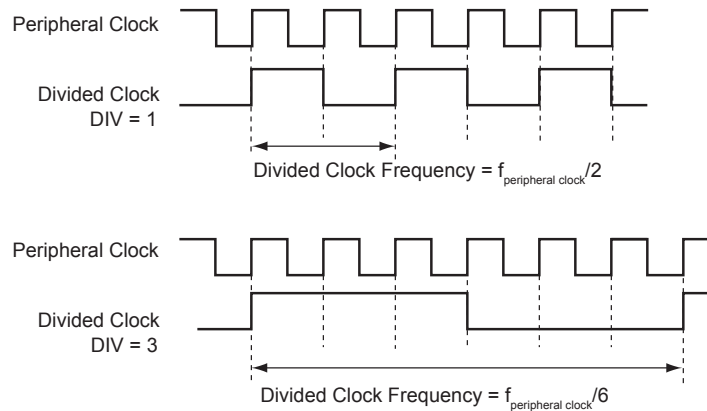 Peripheral Clock
Divided Clock
DIV = 1
Divided Clock Frequency = fperipheral clock/2
Peripheral Clock
Divided Clock
DIV = 3
Divided Clock Frequency = fperipheral clock/6